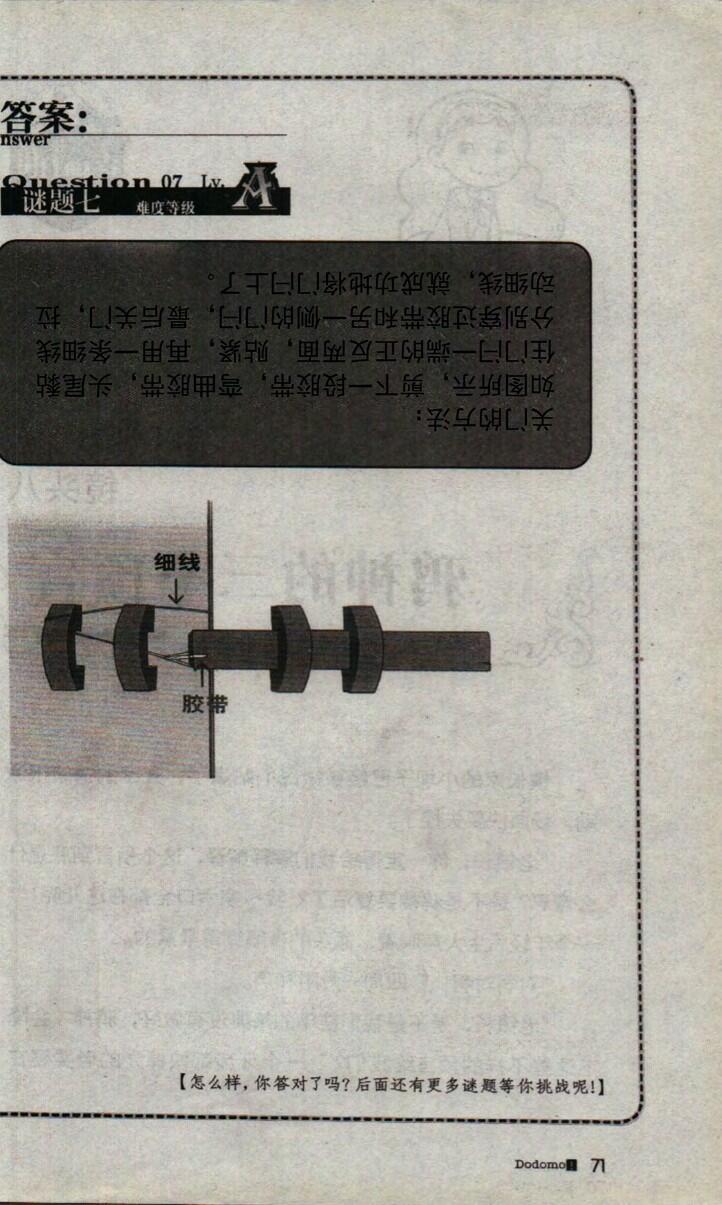 答案:
nswer
Question 07 Lv. A
谜题七 难度等级
关门的方法:
如图所示，剪下一段胶带，弯曲胶带，头尾黏
住门闩一端的正反两面，贴紧，再用一条细线
分别穿过胶带和另一侧的门闩，最后关门，拉
动细线，就成功地将门闩上了。
细线
胶带
【怎么样，你答对了吗？后面还有更多谜题等你挑战呢!】
Dodomo! 71